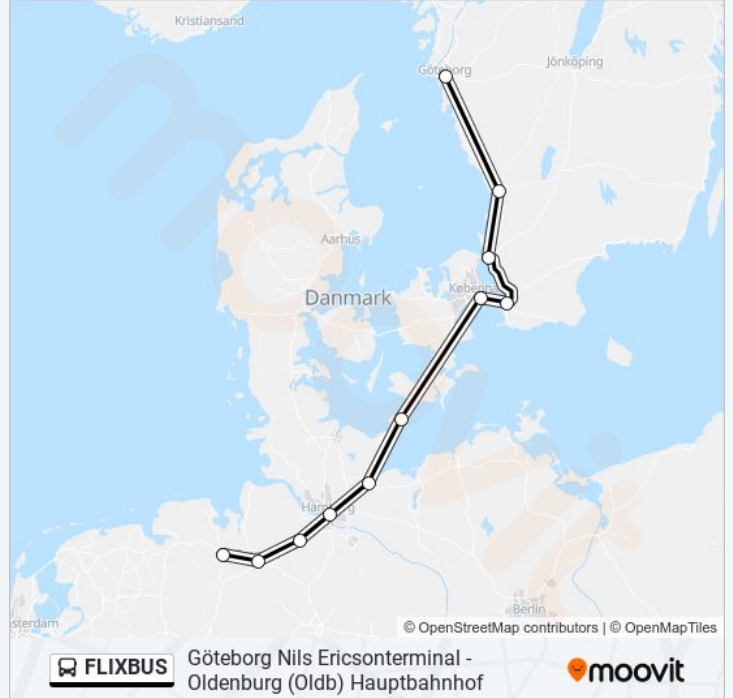 Kristiansand
Göteborg
Jönköping
Aarhus
Københa
Danmark
Hamburg
sterdam
Berlin
© OpenStreetMap contributors | © OpenMapTiles
FLIXBUS
Göteborg Nils Ericsonterminal -
Oldenburg (Oldb) Hauptbahnhof
moovit